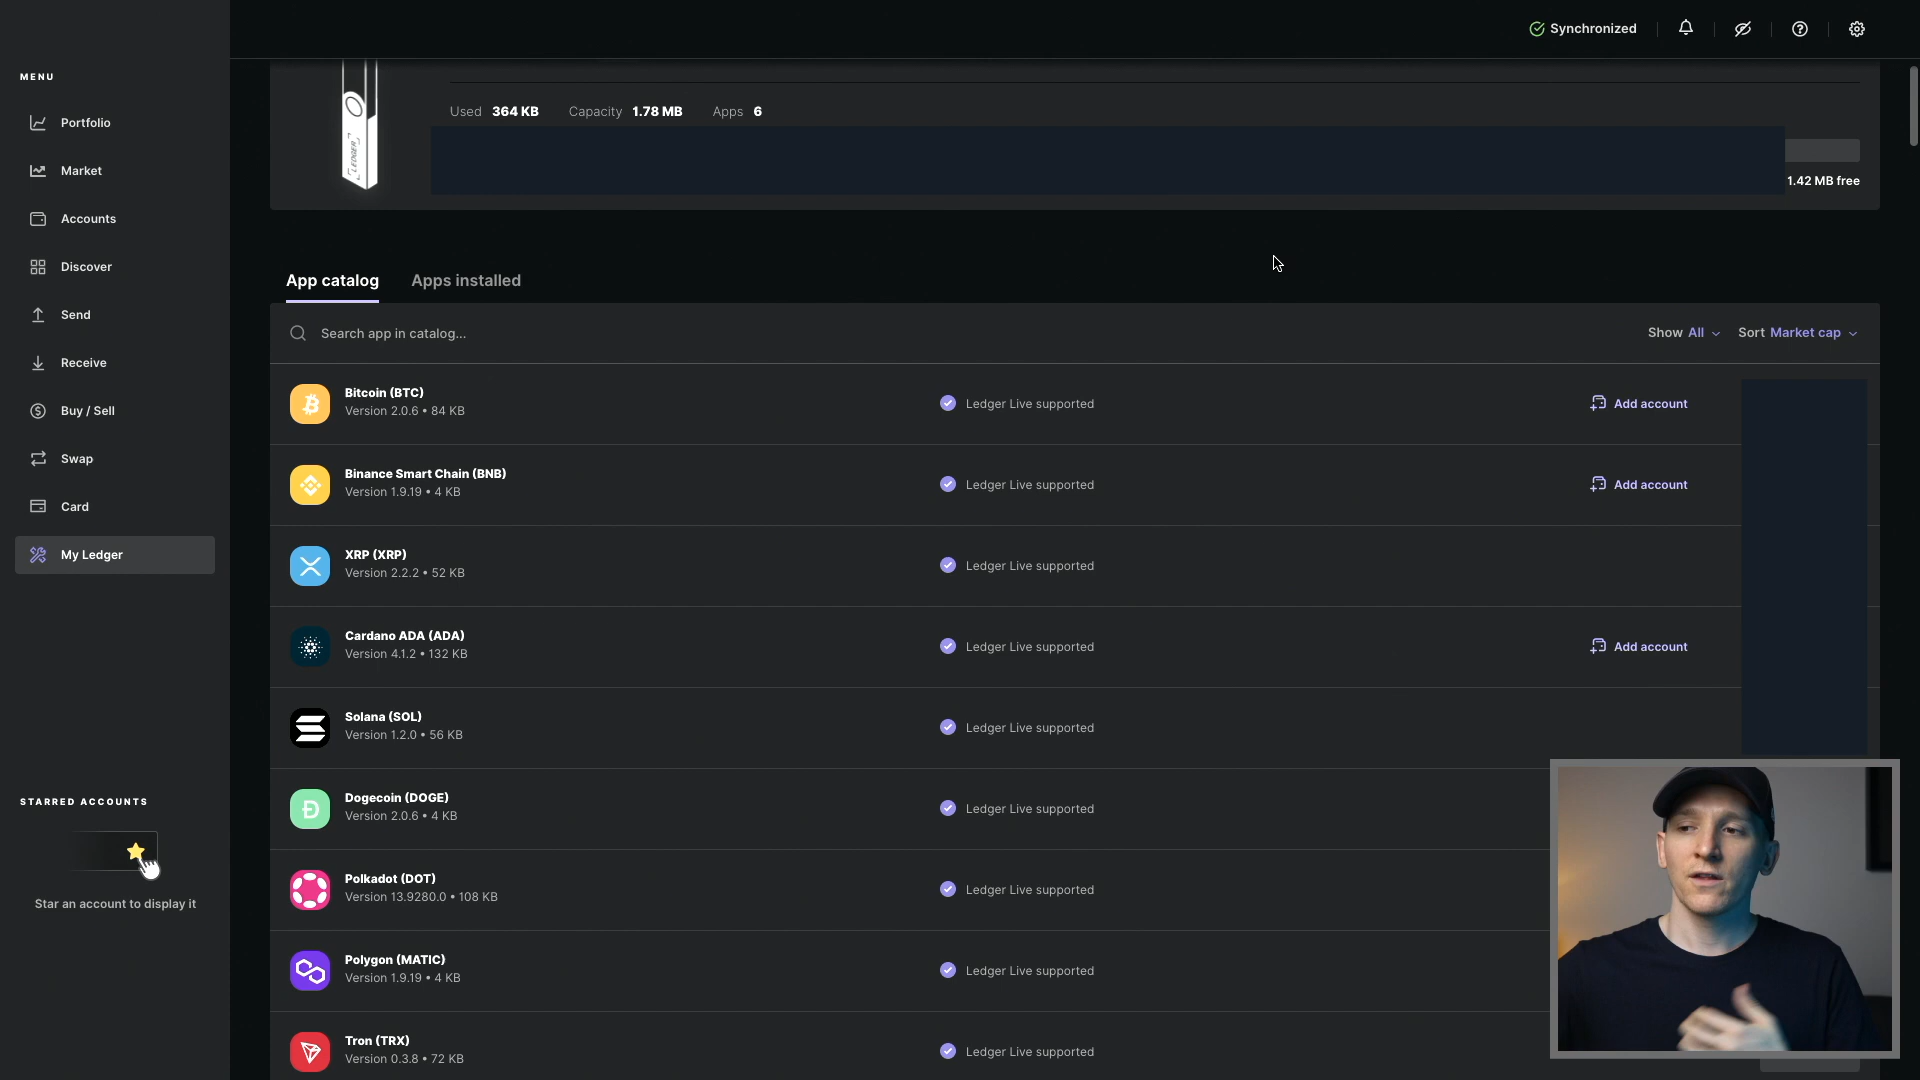 MENU
Portfolio
Market
Accounts
Discover
Send
Receive
Buy / Sell
Swap
Card
My Ledger
STARRED ACCOUNTS
Star an account to display it
Synchronized
LEDGER
Used 364 KB Capacity 1.78 MB Apps 6
1.42 MB free
App catalog Apps installed
Search app in catalog... Show All Sort Market cap
Bitcoin (BTC)
Version 2.0.6 • 84 KB
Ledger Live supported
Add account
Binance Smart Chain (BNB)
Version 1.9.19 • 4 KB
Ledger Live supported
Add account
XRP (XRP)
Version 2.2.2 • 52 KB
Ledger Live supported
Cardano ADA (ADA)
Version 4.1.2 • 132 KB
Ledger Live supported
Add account
Solana (SOL)
Version 1.2.0 • 56 KB
Ledger Live supported
Dogecoin (DOGE)
Version 2.0.6 • 4 KB
Ledger Live supported
Polkadot (DOT)
Version 13.9280.0 • 108 KB
Ledger Live supported
Polygon (MATIC)
Version 1.9.19 • 4 KB
Ledger Live supported
Tron (TRX)
Version 0.3.8 • 72 KB
Ledger Live supported